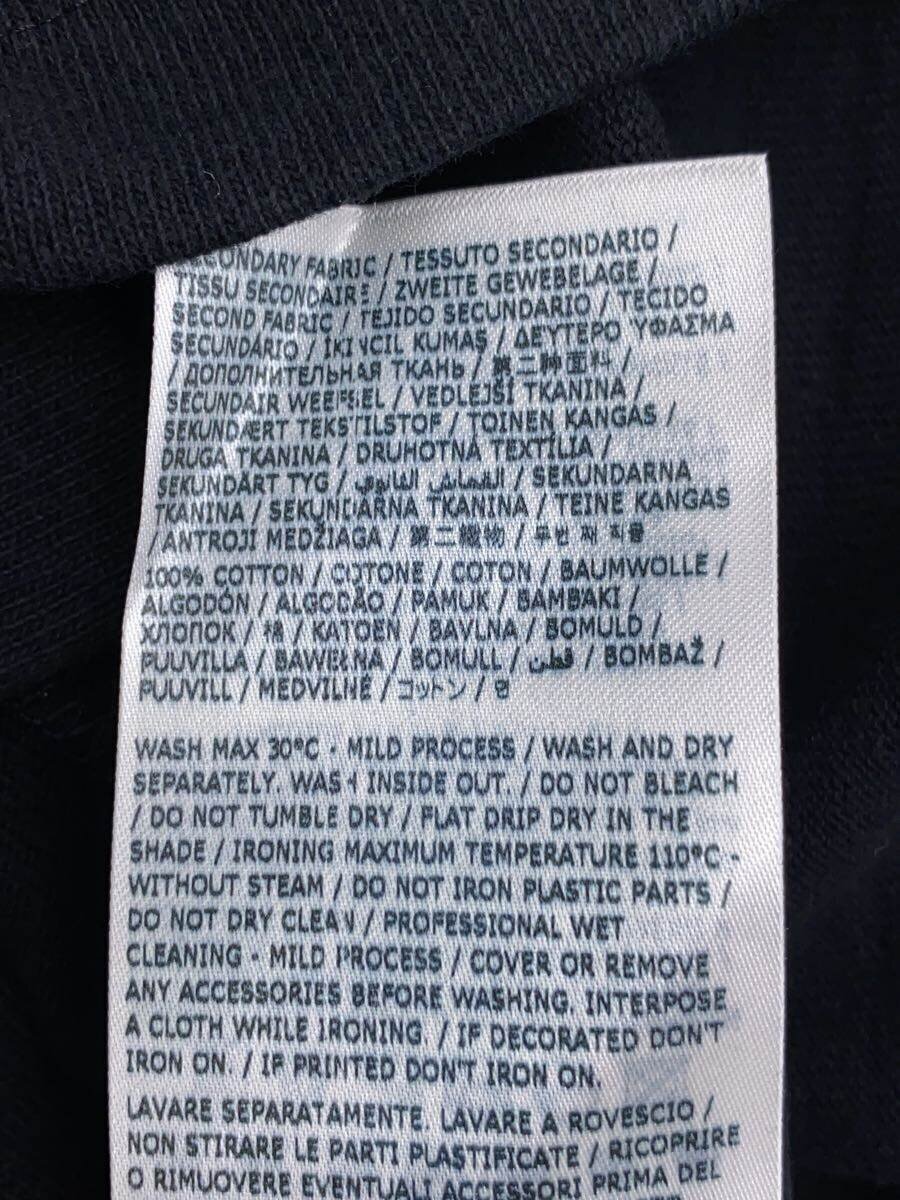 SECONDARY FABRIC / TESSUTO SECONDARIO /
TISSU SECONDAIRE / ZWEITE GEWEBELAGE /
SECOND FABRIC / TEJIDO SECUNDARIO / TECIDO
SECUNDÁRIO / İKİNCİL KUMAŞ / ΔΕΥΤΕΡΟ ΎΦΑΣΜΑ
/ ДОПОЛНИТЕЛЬНАЯ ТКАНЬ / 第二种面料 /
SECUNDAIR WEEFSEL / VEDLEJŠÍ TKANINA /
SEKUNDÆRT TEKSTILSTOF / TOINEN KANGAS /
DRUGA TKANINA / DRUHOTNÁ TEXTÍLIA /
SEKUNDÄRT TYG / القماش الثانوي / SEKUNDARNA
TKANINA / SEKUNDARNA TKANINA / TEINE KANGAS
/ ANTROJI MEDŽIAGA / 第二織物 / 두번 째 직물
100% COTTON / COTONE / COTON / BAUMWOLLE /
ALGODÓN / ALGODÃO / PAMUK / ΒΑΜΒΆΚΙ /
ХЛОПОК / 棉 / KATOEN / BAVLNA / BOMULD /
PUUVILLA / BAWEŁNA / BOMULL / قطن / BOMBAŽ /
PUUVILL / MEDVILNĖ / コットン / 면
WASH MAX 30°C - MILD PROCESS / WASH AND DRY
SEPARATELY. WASH INSIDE OUT. / DO NOT BLEACH
/ DO NOT TUMBLE DRY / FLAT DRIP DRY IN THE
SHADE / IRONING MAXIMUM TEMPERATURE 110°C -
WITHOUT STEAM / DO NOT IRON PLASTIC PARTS /
DO NOT DRY CLEAN / PROFESSIONAL WET
CLEANING - MILD PROCESS / COVER OR REMOVE
ANY ACCESSORIES BEFORE WASHING. INTERPOSE
A CLOTH WHILE IRONING. / IF DECORATED DON'T
IRON ON. / IF PRINTED DON'T IRON ON.
LAVARE SEPARATAMENTE. LAVARE A ROVESCIO /
NON STIRARE LE PARTI PLASTIFICATE / RICOPRIRE
O RIMUOVERE EVENTUALI ACCESSORI PRIMA DEL